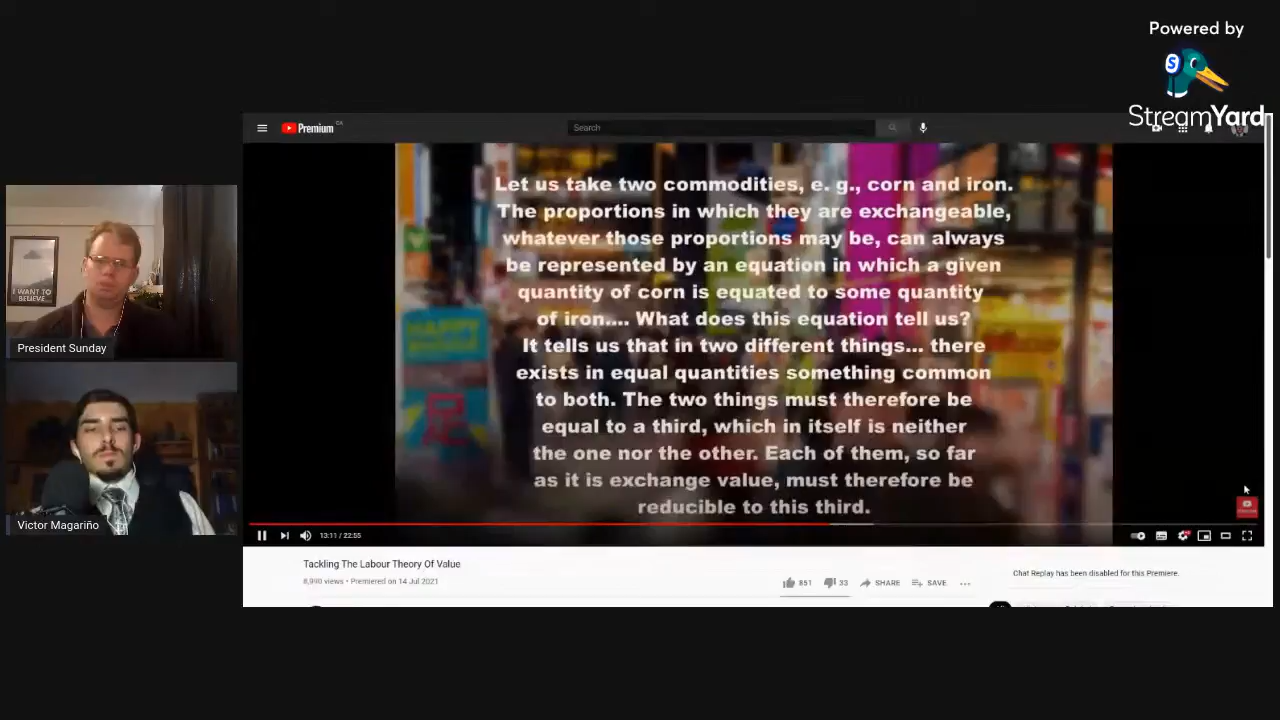 Powered by
StreamYard
Premium CA
Search
Let us take two commodities, e. g., corn and iron.
The proportions in which they are exchangeable,
whatever those proportions may be, can always
be represented by an equation in which a given
quantity of corn is equated to some quantity
of iron.... What does this equation tell us?
It tells us that in two different things... there
exists in equal quantities something common
to both. The two things must therefore be
equal to a third, which in itself is neither
the one nor the other. Each of them, so far
as it is exchange value, must therefore be
reducible to this third.
I WANT TO
BELIEVE
President Sunday
Victor Magariño
13:11 / 22:55
Tackling The Labour Theory Of Value
8,990 views • Premiered on 14 Jul 2021
851
33
SHARE
SAVE
Chat Replay has been disabled for this Premiere.